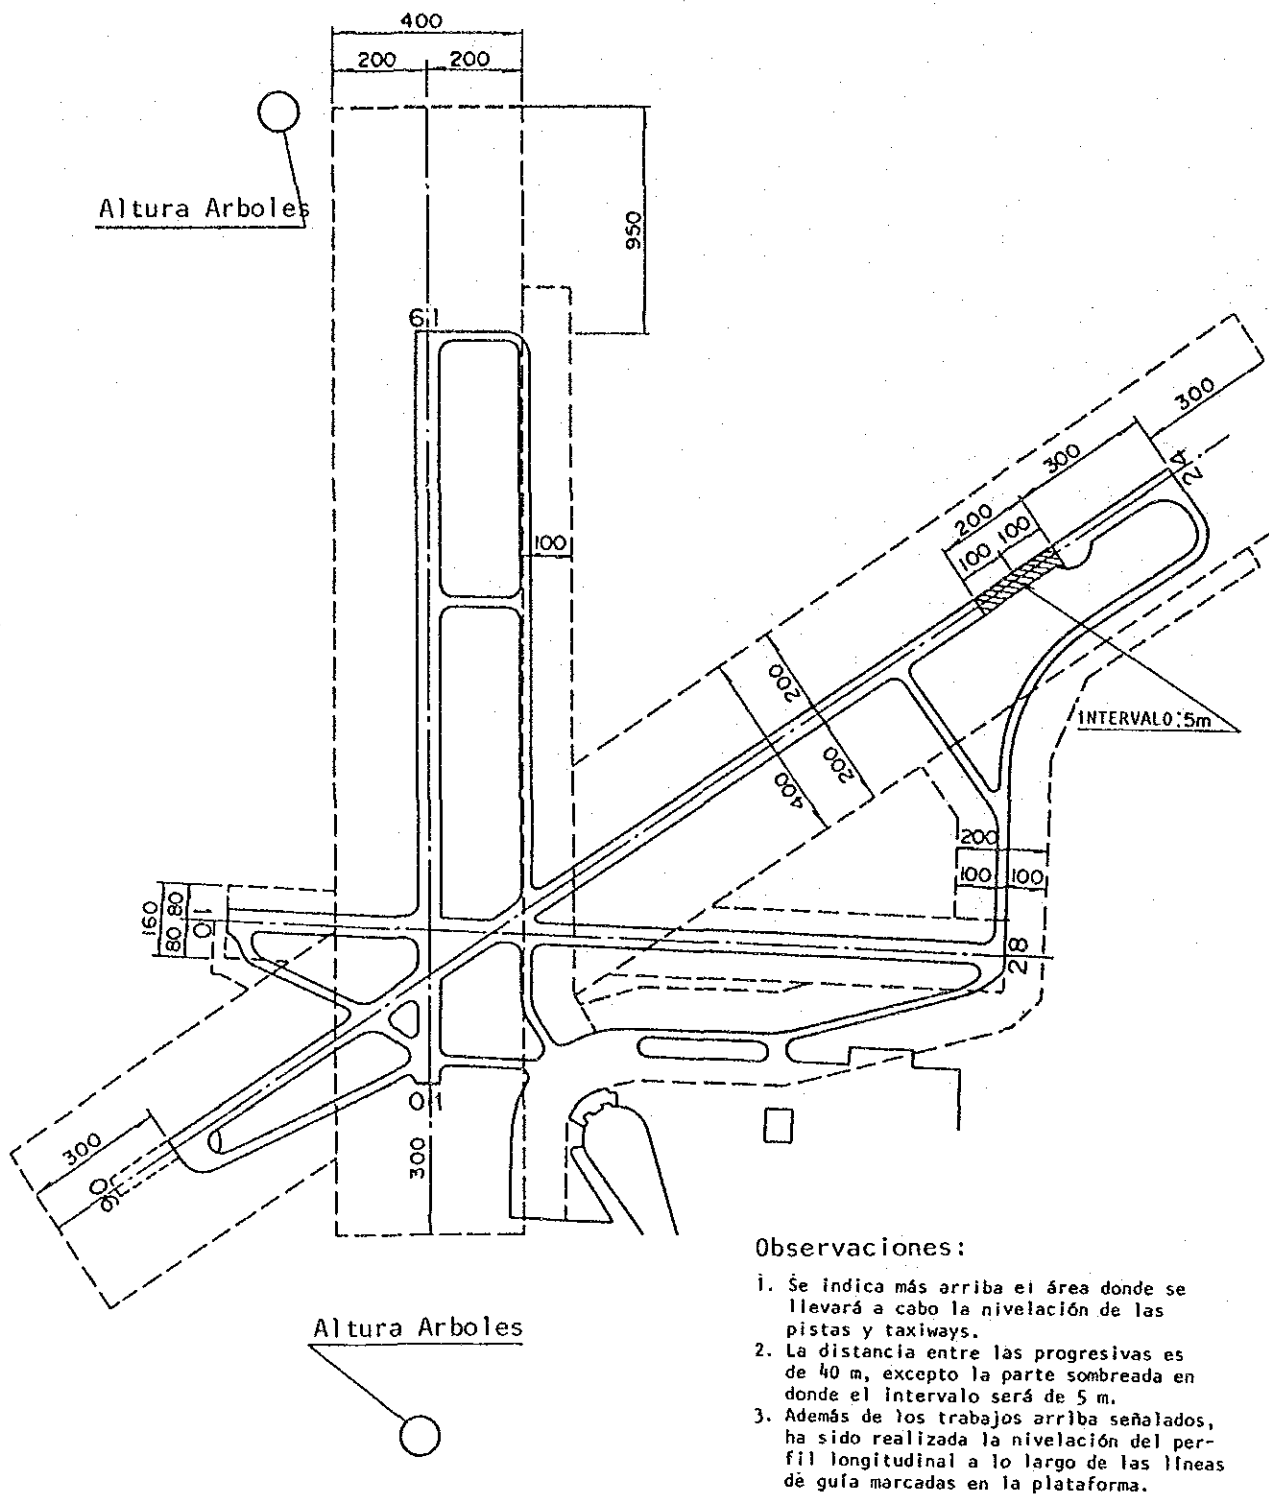 400
200 200
Altura Arboles
950
19
300
300
24
200
100 100
100
INTERVALO:5m
200
200
400
200
100 100
160
80 80
10
28
01
300
300
06
Altura Arboles
Observaciones:
1. Se indica más arriba el área donde se
llevará a cabo la nivelación de las
pistas y taxiways.
2. La distancia entre las progresivas es
de 40 m, excepto la parte sombreada en
donde el intervalo será de 5 m.
3. Además de los trabajos arriba señalados,
ha sido realizada la nivelación del per-
fil longitudinal a lo largo de las líneas
de guía marcadas en la plataforma.